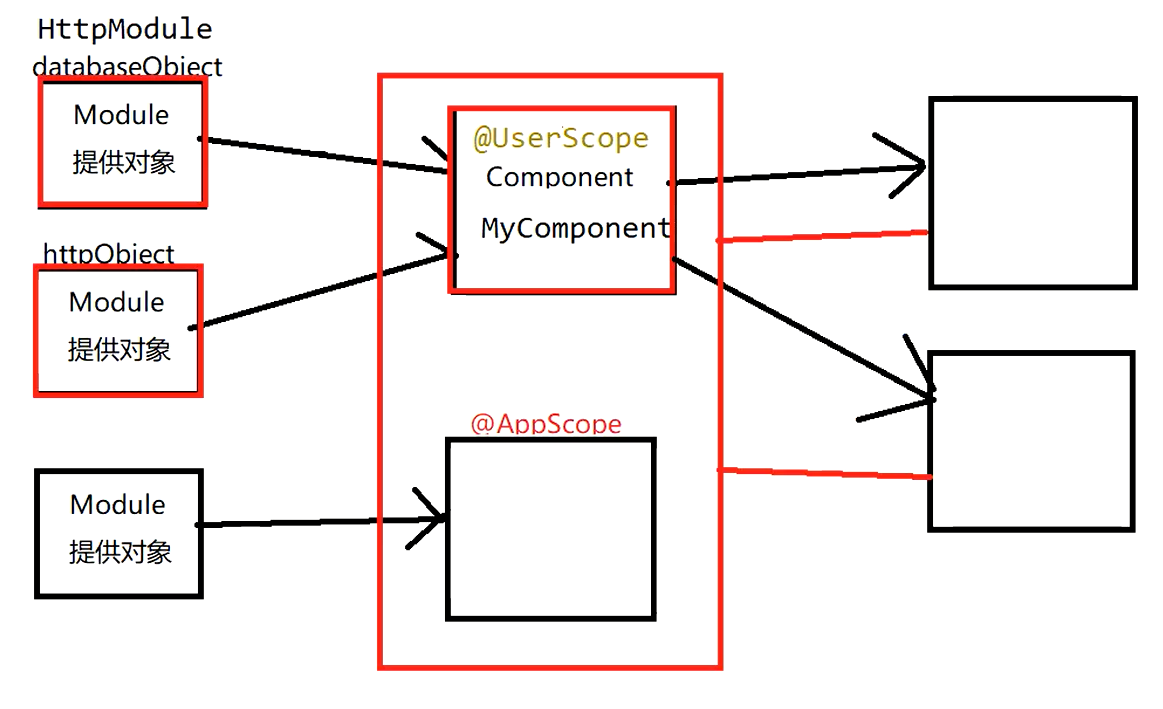 HttpModule
databaseObject
Module
提供对象
httpObject
Module
提供对象
Module
提供对象
@UserScope
Component
MyComponent
@AppScope